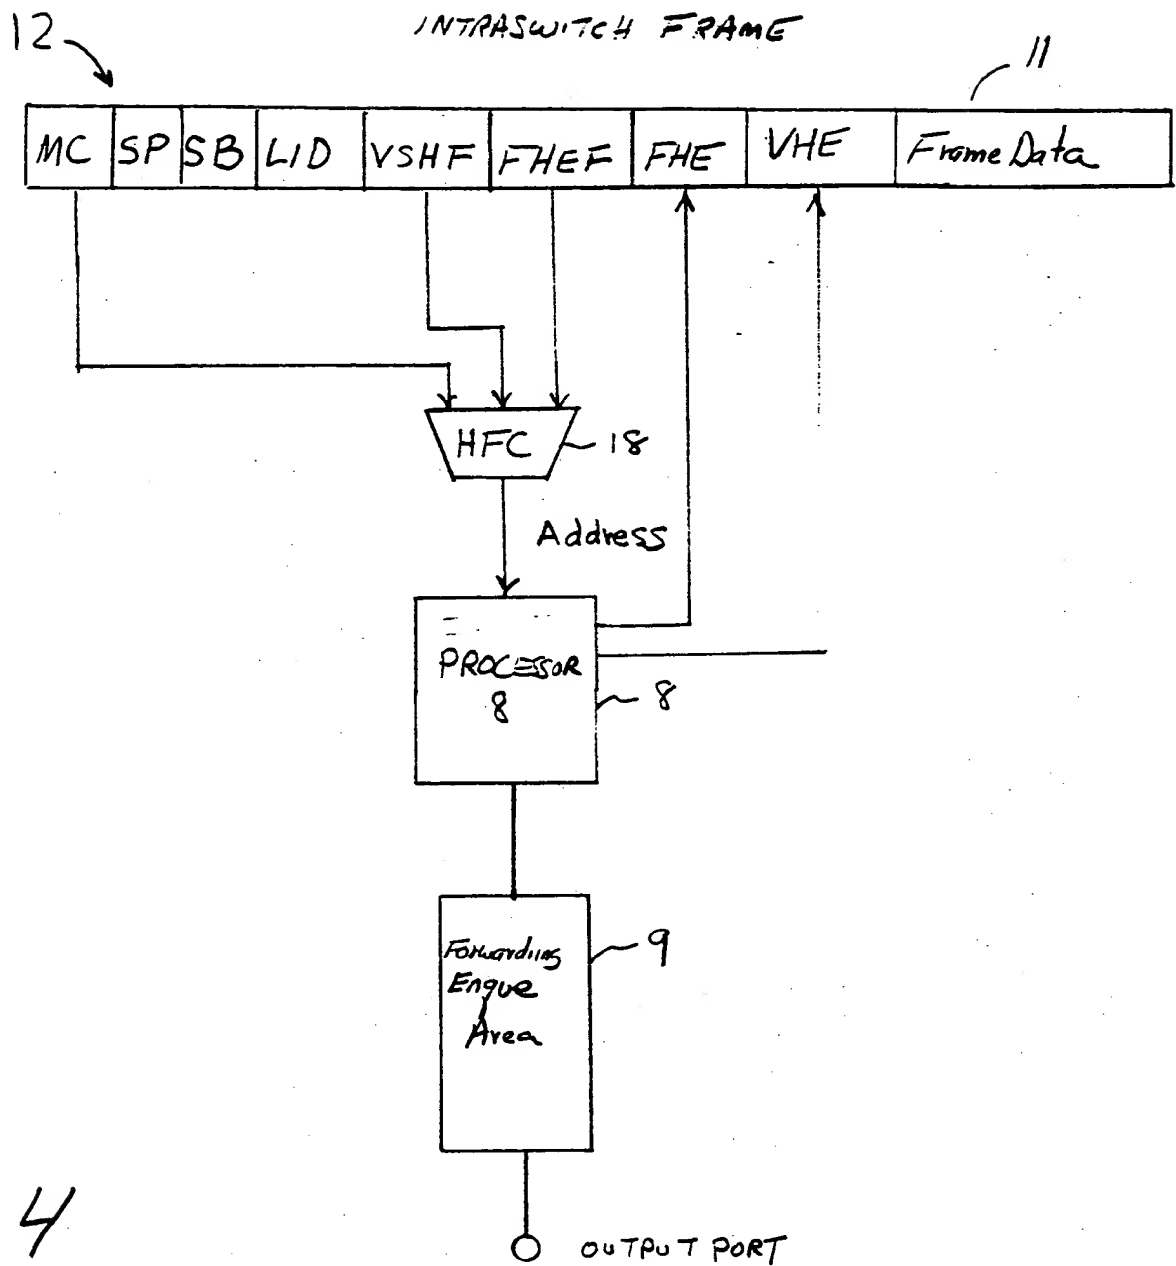 INTRASWITCH FRAME
12
11
MC SP SB LID VSHF FHEF FHE VHE Frame Data
HFC
18
Address
PROCESSOR
8
8
Forwarding
Engue
Area
9
4
OUTPUT PORT